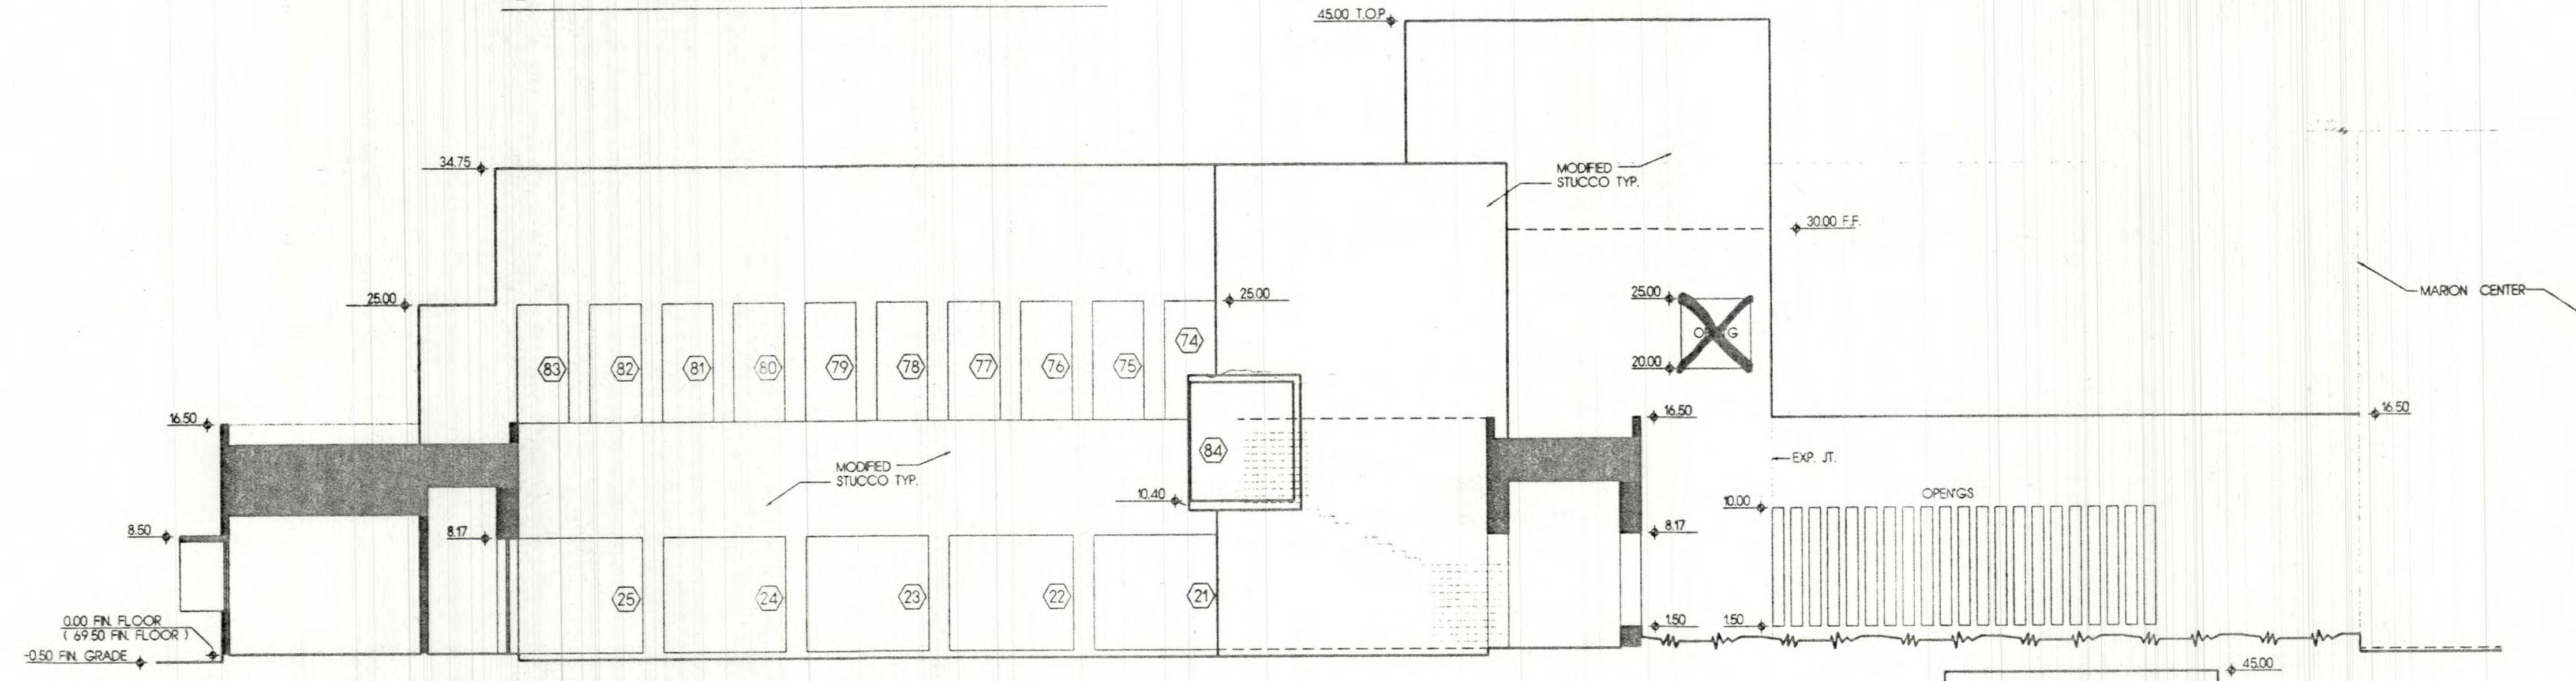 45.00 T.O.P.
34.75
MODIFIED
STUCCO TYP.
30.00 F.F.
MARION CENTER
25.00
25.00
25.00
20.00
74
83
82
81
80
79
78
77
76
75
16.50
16.50
16.50
84
MODIFIED
STUCCO TYP.
EXP. JT.
10.40
OPEN'GS
10.00
8.50
8.17
8.17
25
24
23
22
21
0.00 FIN. FLOOR
( 69.50 FIN. FLOOR )
1.50
1.50
-0.50 FIN. GRADE
45.00